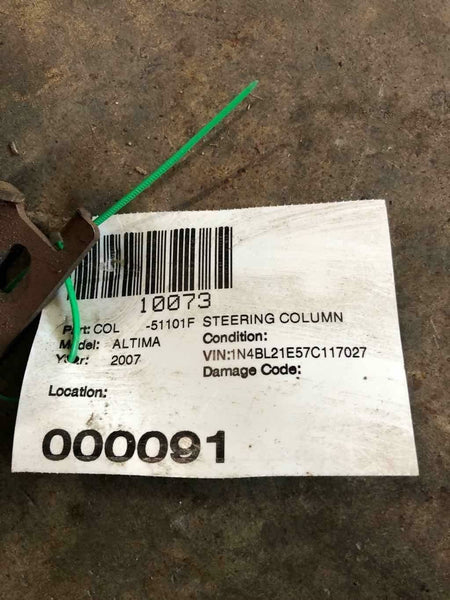 10073
Part: COL -51101F STEERING COLUMN
Model: ALTIMA Condition:
Year: 2007 VIN:1N4BL21E57C117027
Damage Code:
Location:
000091